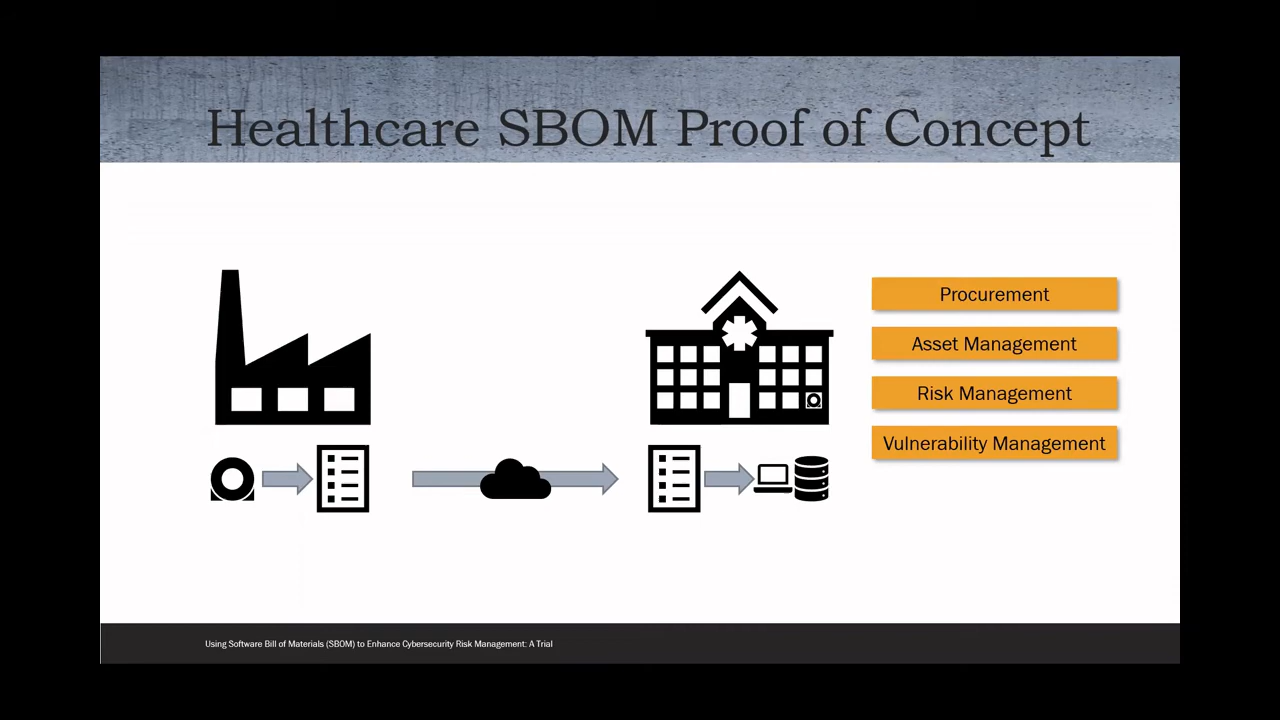 Healthcare SBOM Proof of Concept
Procurement
Asset Management
Risk Management
Vulnerability Management
Using Software Bill of Materials (SBOM) to Enhance Cybersecurity Risk Management: A Trial